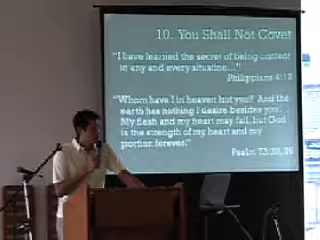 10. You Shall Not Covet
"I have learned the secret of being content
in any and every situation..."
Philippians 4:12
"Whom have I in heaven but you? And the
earth has nothing I desire besides you.
My flesh and my heart may fail, but God
is the strength of my heart and my
portion forever."
Psalm 73:25,26